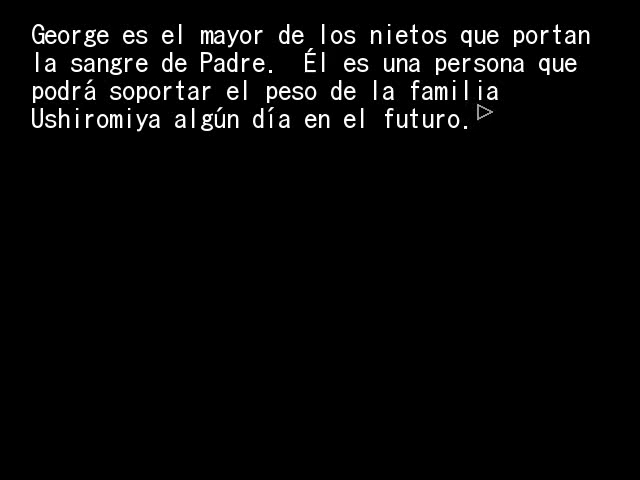 George es el mayor de los nietos que portan
la sangre de Padre.  Él es una persona que
podrá soportar el peso de la familia
Ushiromiya algún día en el futuro.